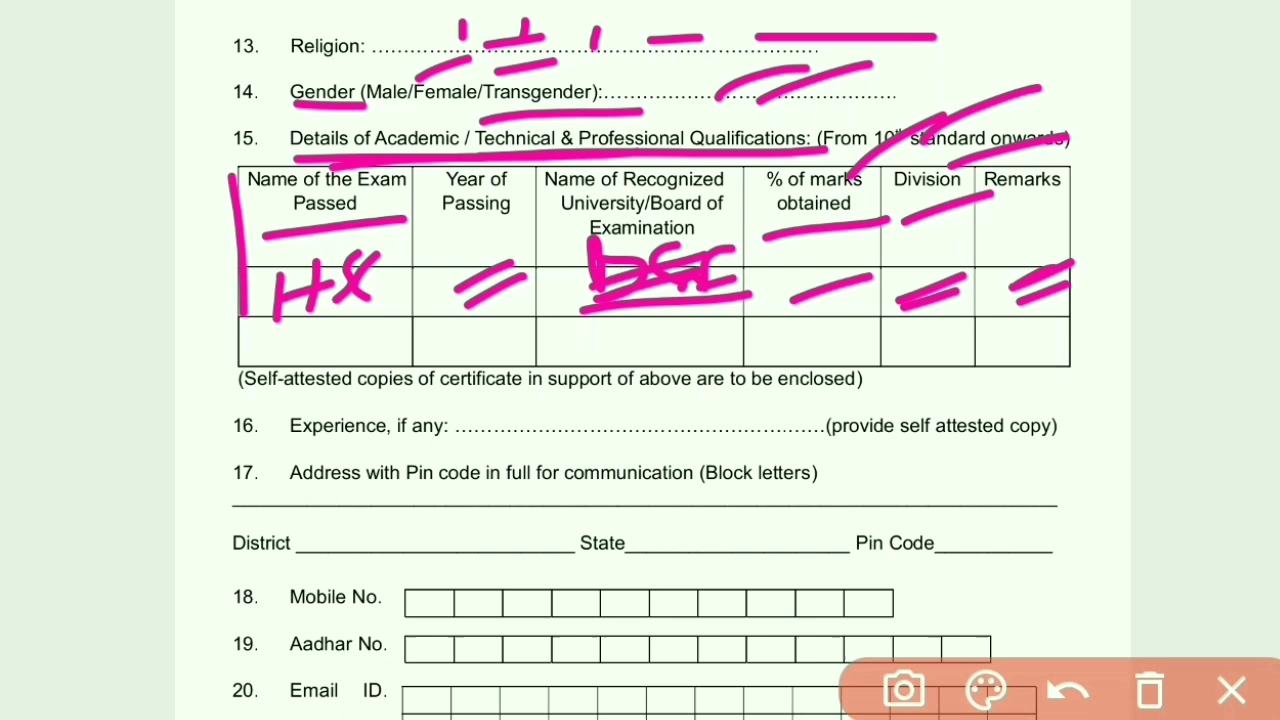 13. Religion: ……………………………………………………………
14. Gender (Male/Female/Transgender):……………………………………
15. Details of Academic / Technical & Professional Qualifications: (From 10th standard onwards)
Name of the Exam Passed Year of Passing Name of Recognized University/Board of Examination % of marks obtained Division Remarks
(Self-attested copies of certificate in support of above are to be enclosed)
16. Experience, if any: …………………………………………………(provide self attested copy)
17. Address with Pin code in full for communication (Block letters)
District __________ State__________ Pin Code__________
18. Mobile No.
19. Aadhar No.
20. Email ID.